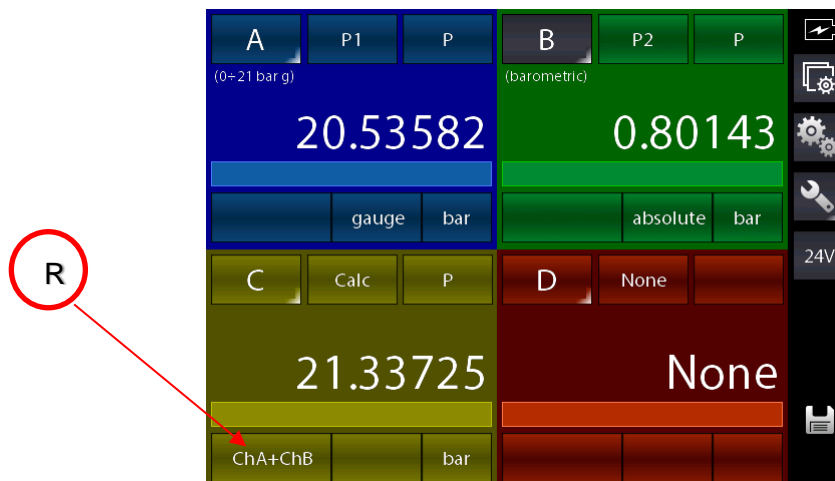 A P1 P
(0÷21 bar g)
20.53582
gauge bar
B P2 P
(barometric)
0.80143
absolute bar
C Calc P
21.33725
ChA+ChB bar
D None
None
24V
R